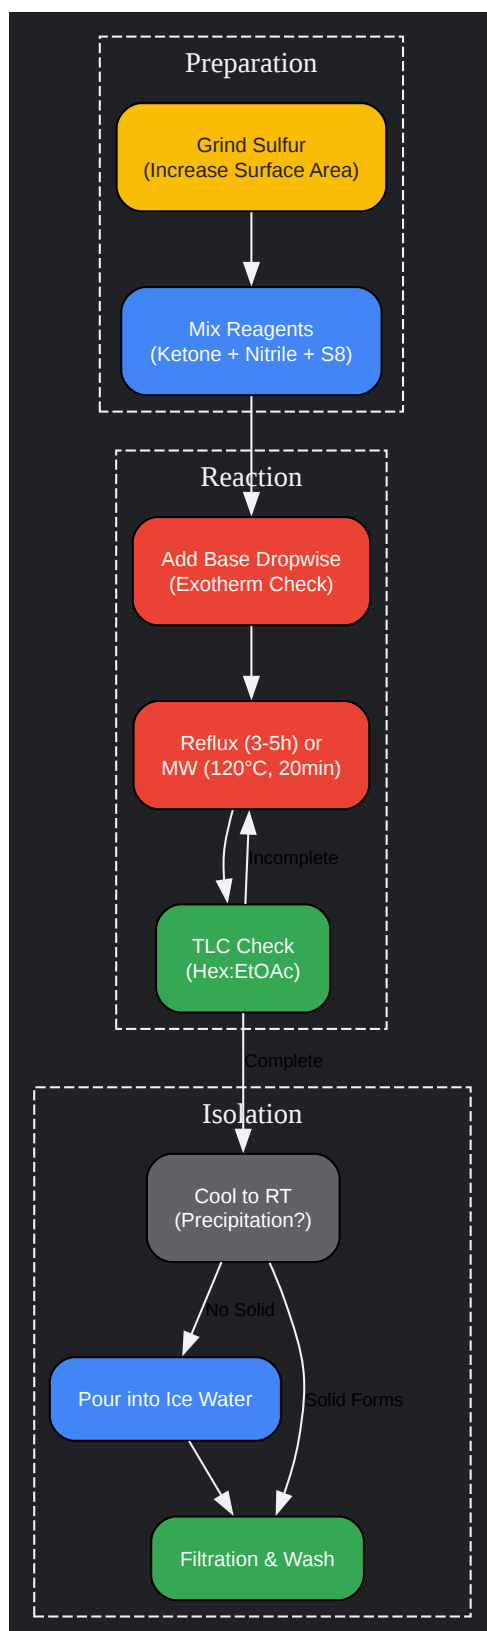 Preparation
Grind Sulfur
(Increase Surface Area)
Mix Reagents
(Ketone + Nitrile + S8)
Reaction
Add Base Dropwise
(Exotherm Check)
Reflux (3-5h) or
MW (120°C, 20min)
Incomplete
TLC Check
(Hex:EtOAc)
Complete
Isolation
Cool to RT
(Precipitation?)
No Solid
Pour into Ice Water
Solid Forms
Filtration & Wash